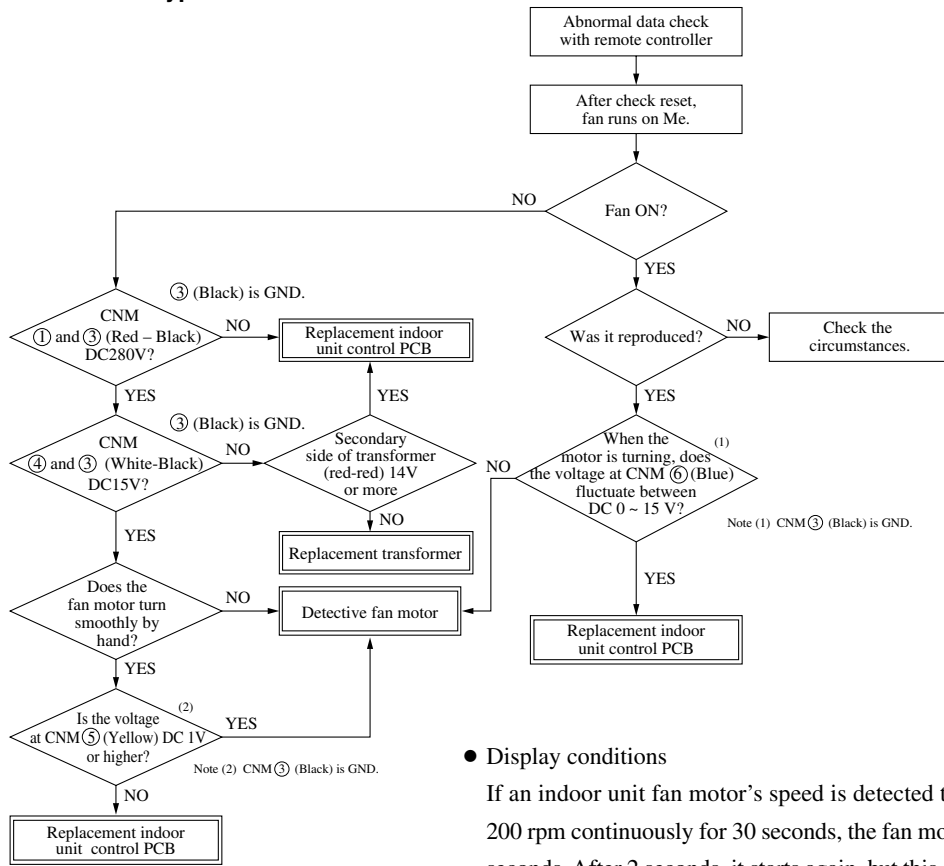 Abnormal data check
with remote controller
After check reset,
fan runs on Me.
Fan ON?
NO
YES
③ (Black) is GND.
CNM
① and ③ (Red – Black)
DC280V?
NO
Replacement indoor
unit control PCB
Was it reproduced?
NO
Check the
circumstances.
YES
YES
YES
③ (Black) is GND.
CNM
④ and ③ (White-Black)
DC15V?
NO
Secondary
side of transformer
(red-red) 14V
or more
NO
When the
motor is turning, does
the voltage at CNM ⑥ (Blue)
fluctuate between
DC 0 ~ 15 V?
(1)
Note (1) CNM ③ (Black) is GND.
YES
NO
Replacement transformer
YES
Does the
fan motor turn
smoothly by
hand?
NO
Detective fan motor
Replacement indoor
unit control PCB
YES
Is the voltage
at CNM ⑤ (Yellow) DC 1V
or higher?
(2)
YES
Note (2) CNM ③ (Black) is GND.
NO
Replacement indoor
unit control PCB
● Display conditions
If an indoor unit fan motor's speed is detected
200 rpm continuously for 30 seconds, the fan
seconds. After 2 seconds, it starts again, but this